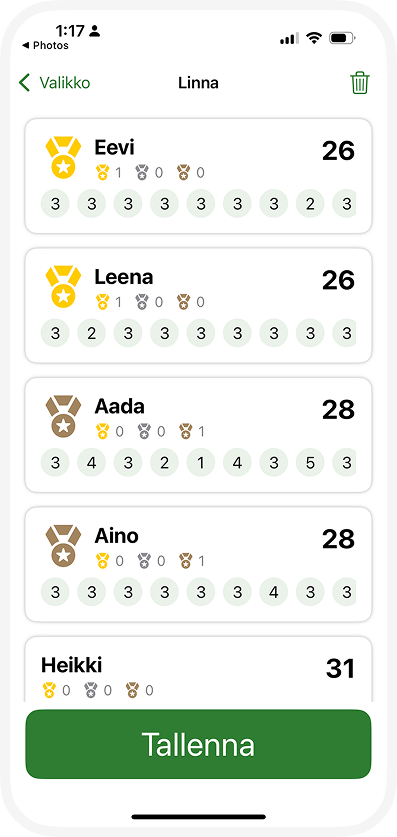 1:17
◀ Photos
Valikko
Linna
Eevi
26
1 0 0
3 3 3 3 3 3 3 2 3
Leena
26
1 0 0
3 2 3 3 3 3 3 3 3
Aada
28
0 0 1
3 4 3 2 1 4 3 5 3
Aino
28
0 0 1
3 3 3 3 3 3 4 3 3
Heikki
31
0 0 0
Tallenna